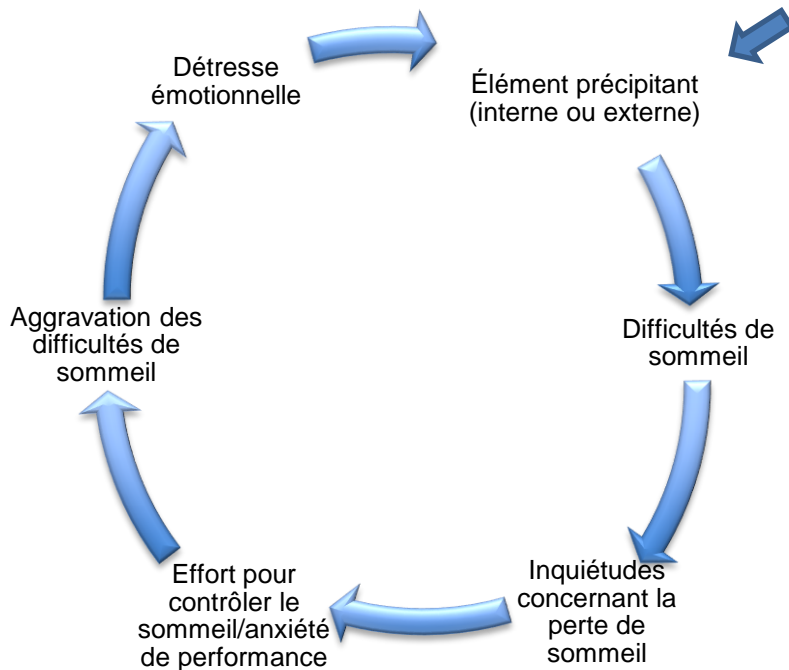 Détresse
émotionnelle
Élément précipitant
(interne ou externe)
Difficultés de
sommeil
Inquiétudes
concernant la
perte de
sommeil
Effort pour
contrôler le
sommeil/anxiété
de performance
Aggravation des
difficultés de
sommeil